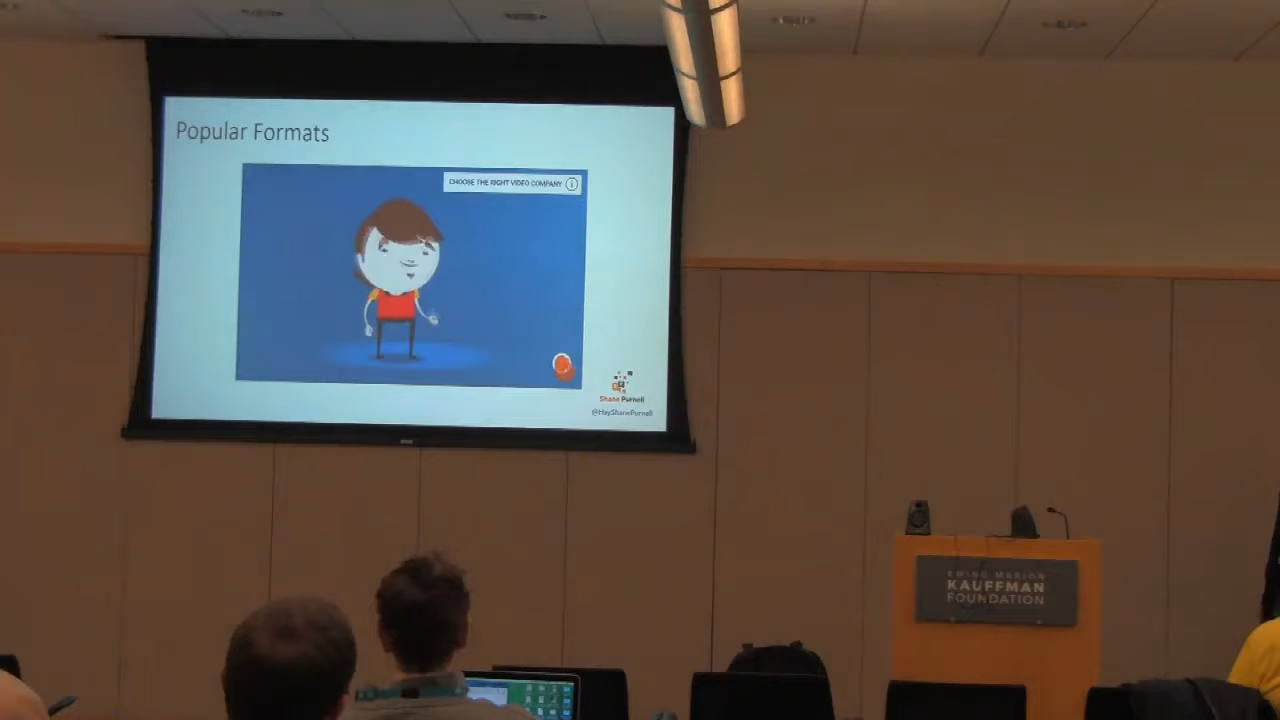 Popular Formats
CHOOSE THE RIGHT VIDEO COMPANY
Shane Purnell
@HeyShanePurnell
EWING MARION
KAUFFMAN
FOUNDATION